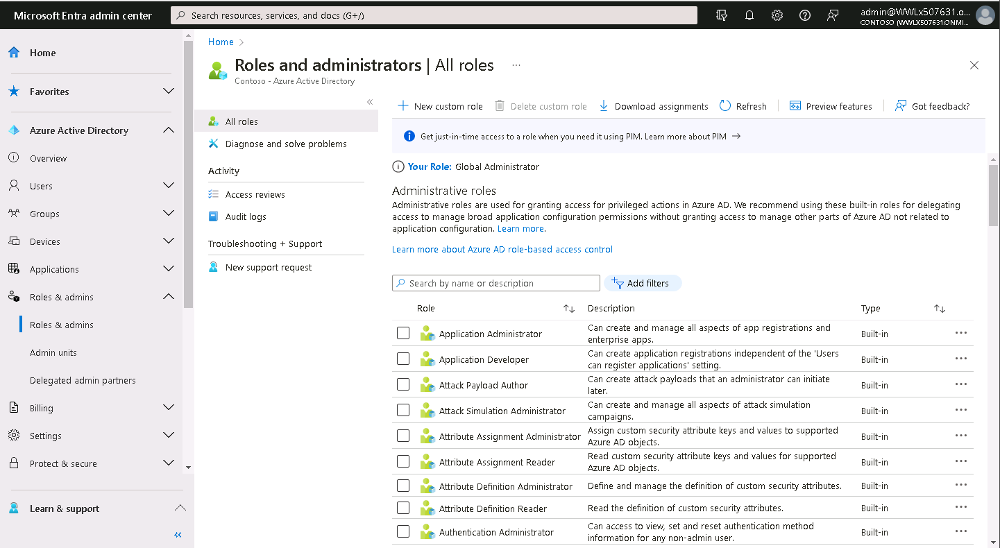 Microsoft Entra admin center
Search resources, services, and docs (G+/)
admin@WWLx507631.o...
CONTOSO (WWLX507631.ONMI...
Home
Favorites
Azure Active Directory
Overview
Users
Groups
Devices
Applications
Roles & admins
Roles & admins
Admin units
Delegated admin partners
Billing
Settings
Protect & secure
Learn & support
Home
Roles and administrators | All roles
Contoso - Azure Active Directory
All roles
Diagnose and solve problems
Activity
Access reviews
Audit logs
Troubleshooting + Support
New support request
New custom role
Delete custom role
Download assignments
Refresh
Preview features
Got feedback?
Get just-in-time access to a role when you need it using PIM. Learn more about PIM
Your Role: Global Administrator
Administrative roles
Administrative roles are used for granting access for privileged actions in Azure AD. We recommend using these built-in roles for delegating
access to manage broad application configuration permissions without granting access to manage other parts of Azure AD not related to
application configuration. Learn more.
Learn more about Azure AD role-based access control
Search by name or description
Add filters
Role Description Type
Application Administrator
Can create and manage all aspects of app registrations and
enterprise apps.
Built-in
Application Developer
Can create application registrations independent of the 'Users
can register applications' setting.
Built-in
Attack Payload Author
Can create attack payloads that an administrator can initiate
later.
Built-in
Attack Simulation Administrator
Can create and manage all aspects of attack simulation
campaigns.
Built-in
Attribute Assignment Administrator
Assign custom security attribute keys and values to supported
Azure AD objects.
Built-in
Attribute Assignment Reader
Read custom security attribute keys and values for supported
Azure AD objects.
Built-in
Attribute Definition Administrator
Define and manage the definition of custom security attributes.
Built-in
Attribute Definition Reader
Read the definition of custom security attributes.
Built-in
Authentication Administrator
Can access to view, set and reset authentication method
information for any non-admin user.
Built-in